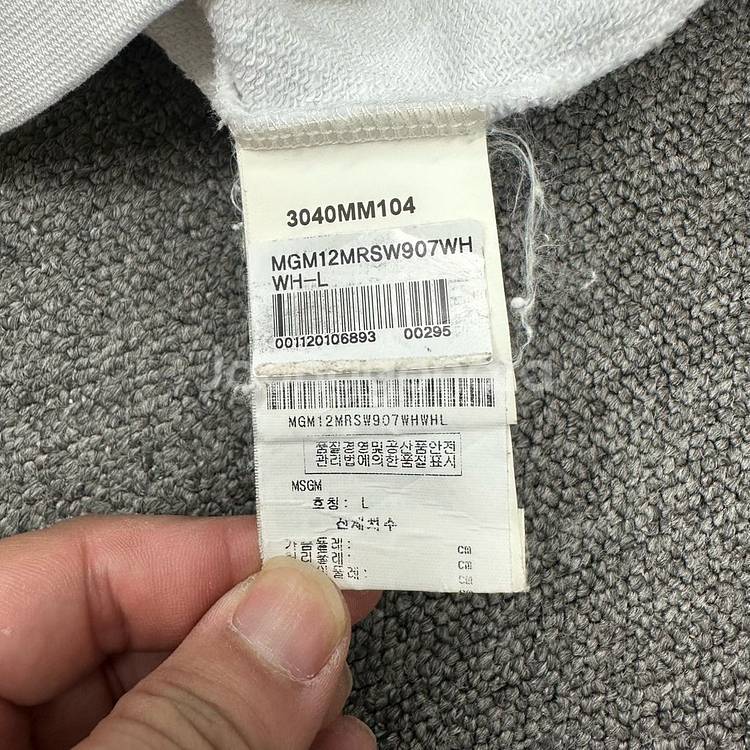 3040MM104
MGM12MRSW907WH
WH-L
001120106893 00295
MGM12MRSW907WHWHL
품질경영및공산품안전
관리법에의한품질표시
MSGM
호칭: L
신체칫수
cm
cm
cm